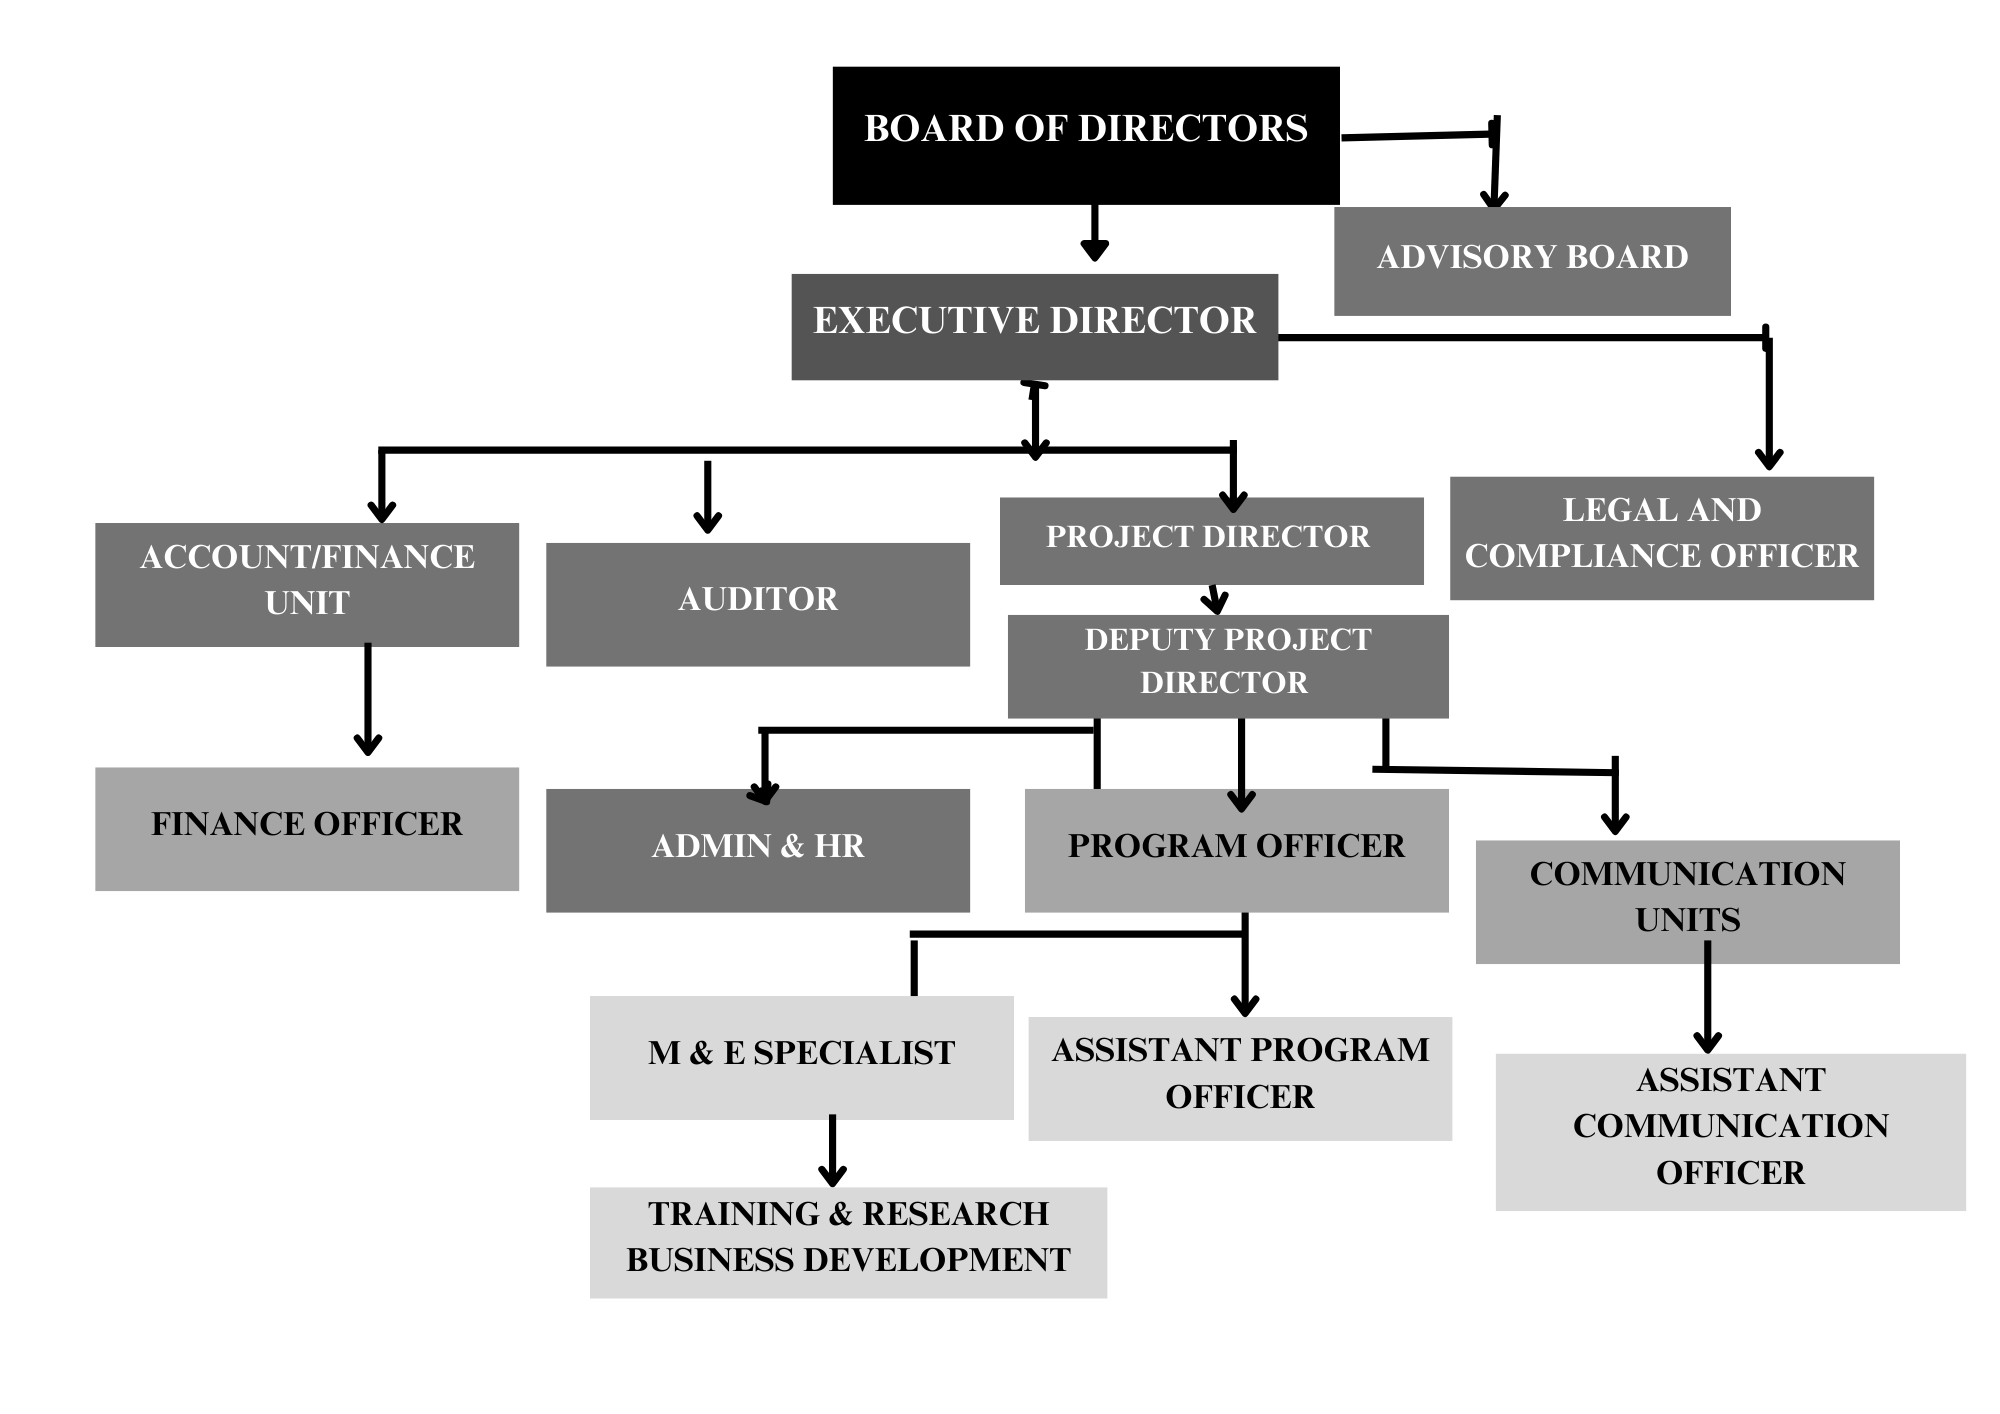 BOARD OF DIRECTORS
ADVISORY BOARD
EXECUTIVE DIRECTOR
LEGAL AND
COMPLIANCE OFFICER
ACCOUNT/FINANCE
UNIT
AUDITOR
PROJECT DIRECTOR
DEPUTY PROJECT
DIRECTOR
FINANCE OFFICER
ADMIN & HR
PROGRAM OFFICER
COMMUNICATION
UNITS
M & E SPECIALIST
ASSISTANT PROGRAM
OFFICER
ASSISTANT
COMMUNICATION
OFFICER
TRAINING & RESEARCH
BUSINESS DEVELOPMENT